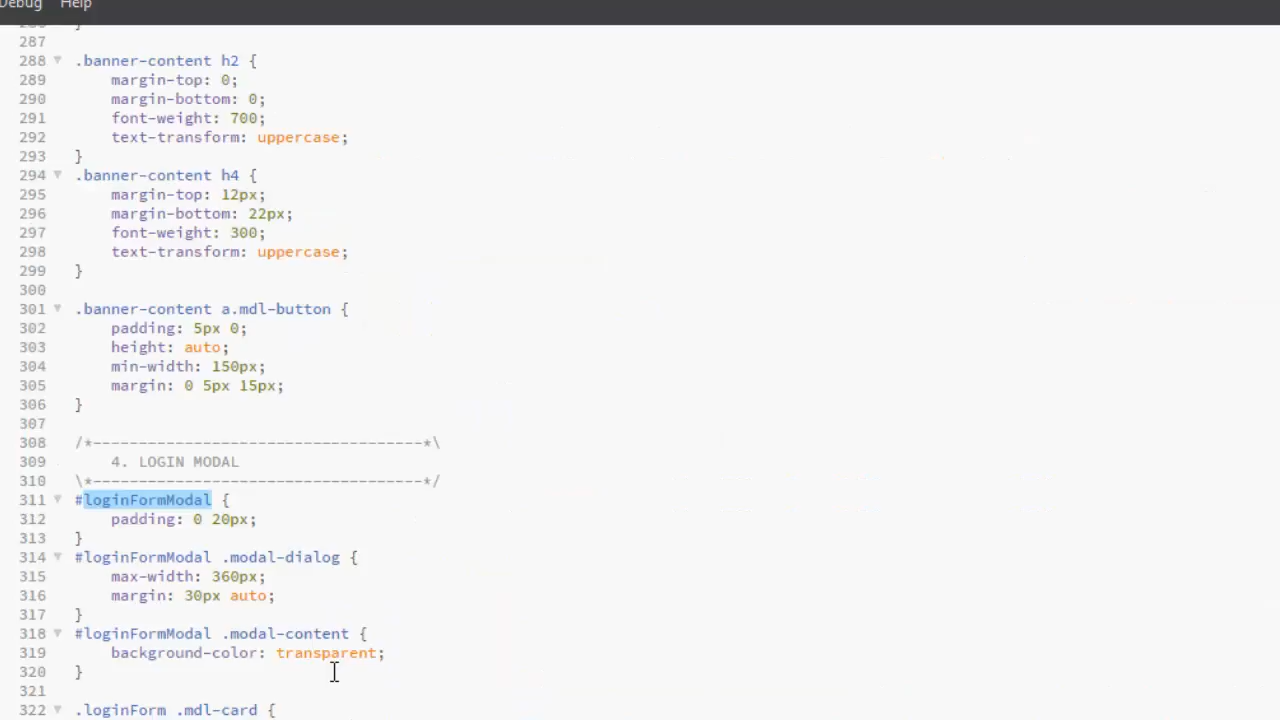 Debug Help
287
288 .banner-content h2 {
289 margin-top: 0;
290 margin-bottom: 0;
291 font-weight: 700;
292 text-transform: uppercase;
293 }
294 .banner-content h4 {
295 margin-top: 12px;
296 margin-bottom: 22px;
297 font-weight: 300;
298 text-transform: uppercase;
299 }
300
301 .banner-content a.mdl-button {
302 padding: 5px 0;
303 height: auto;
304 min-width: 150px;
305 margin: 0 5px 15px;
306 }
307
308 /*------------------------------------*\
309 4. LOGIN MODAL
310 \*------------------------------------*/
311 #loginFormModal {
312 padding: 0 20px;
313 }
314 #loginFormModal .modal-dialog {
315 max-width: 360px;
316 margin: 30px auto;
317 }
318 #loginFormModal .modal-content {
319 background-color: transparent;
320 }
321
322 .loginForm .mdl-card {